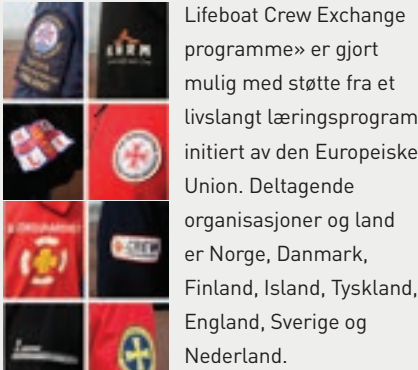 Lifeboat Crew Exchange
programme» er gjort
mulig med støtte fra et
livslangt læringsprogram
initiert av den Europeiske
Union. Deltagende
organisasjoner og land
er Norge, Danmark,
Finland, Island, Tyskland,
England, Sverige og
Nederland.